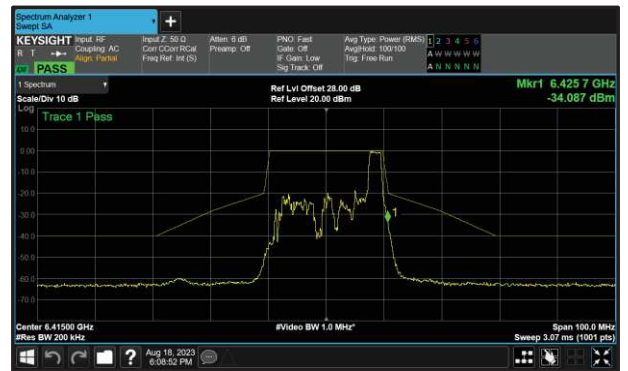 Spectrum Analyzer 1
Swept SA
KEYSIGHT
R T
PASS
Input: RF
Coupling: AC
Align: Partial
Input Z: 50 Ω
Corr CCorr RCal
Freq Ref: Int (S)
Atten: 6 dB
Preamp: Off
PNO: Fast
Gate: Off
IF Gain: Low
Sig Track: Off
Avg Type: Power (RMS)
Avg|Hold: 100/100
Trig: Free Run
1 2 3 4 5 6
A W W W W W
A N N N N N
1 Spectrum
Scale/Div 10 dB
Ref Lvl Offset 28.00 dB
Ref Level 20.00 dBm
Mkr1 6.425 7 GHz
-34.087 dBm
Log
Trace 1 Pass
10.0
0.00
-10.0
-20.0
-30.0
-40.0
-50.0
-60.0
-70.0
1
Center 6.41500 GHz
#Res BW 200 kHz
#Video BW 1.0 MHz*
Span 100.0 MHz
Sweep 3.07 ms (1001 pts)
?
Aug 18, 2023
6:08:52 PM